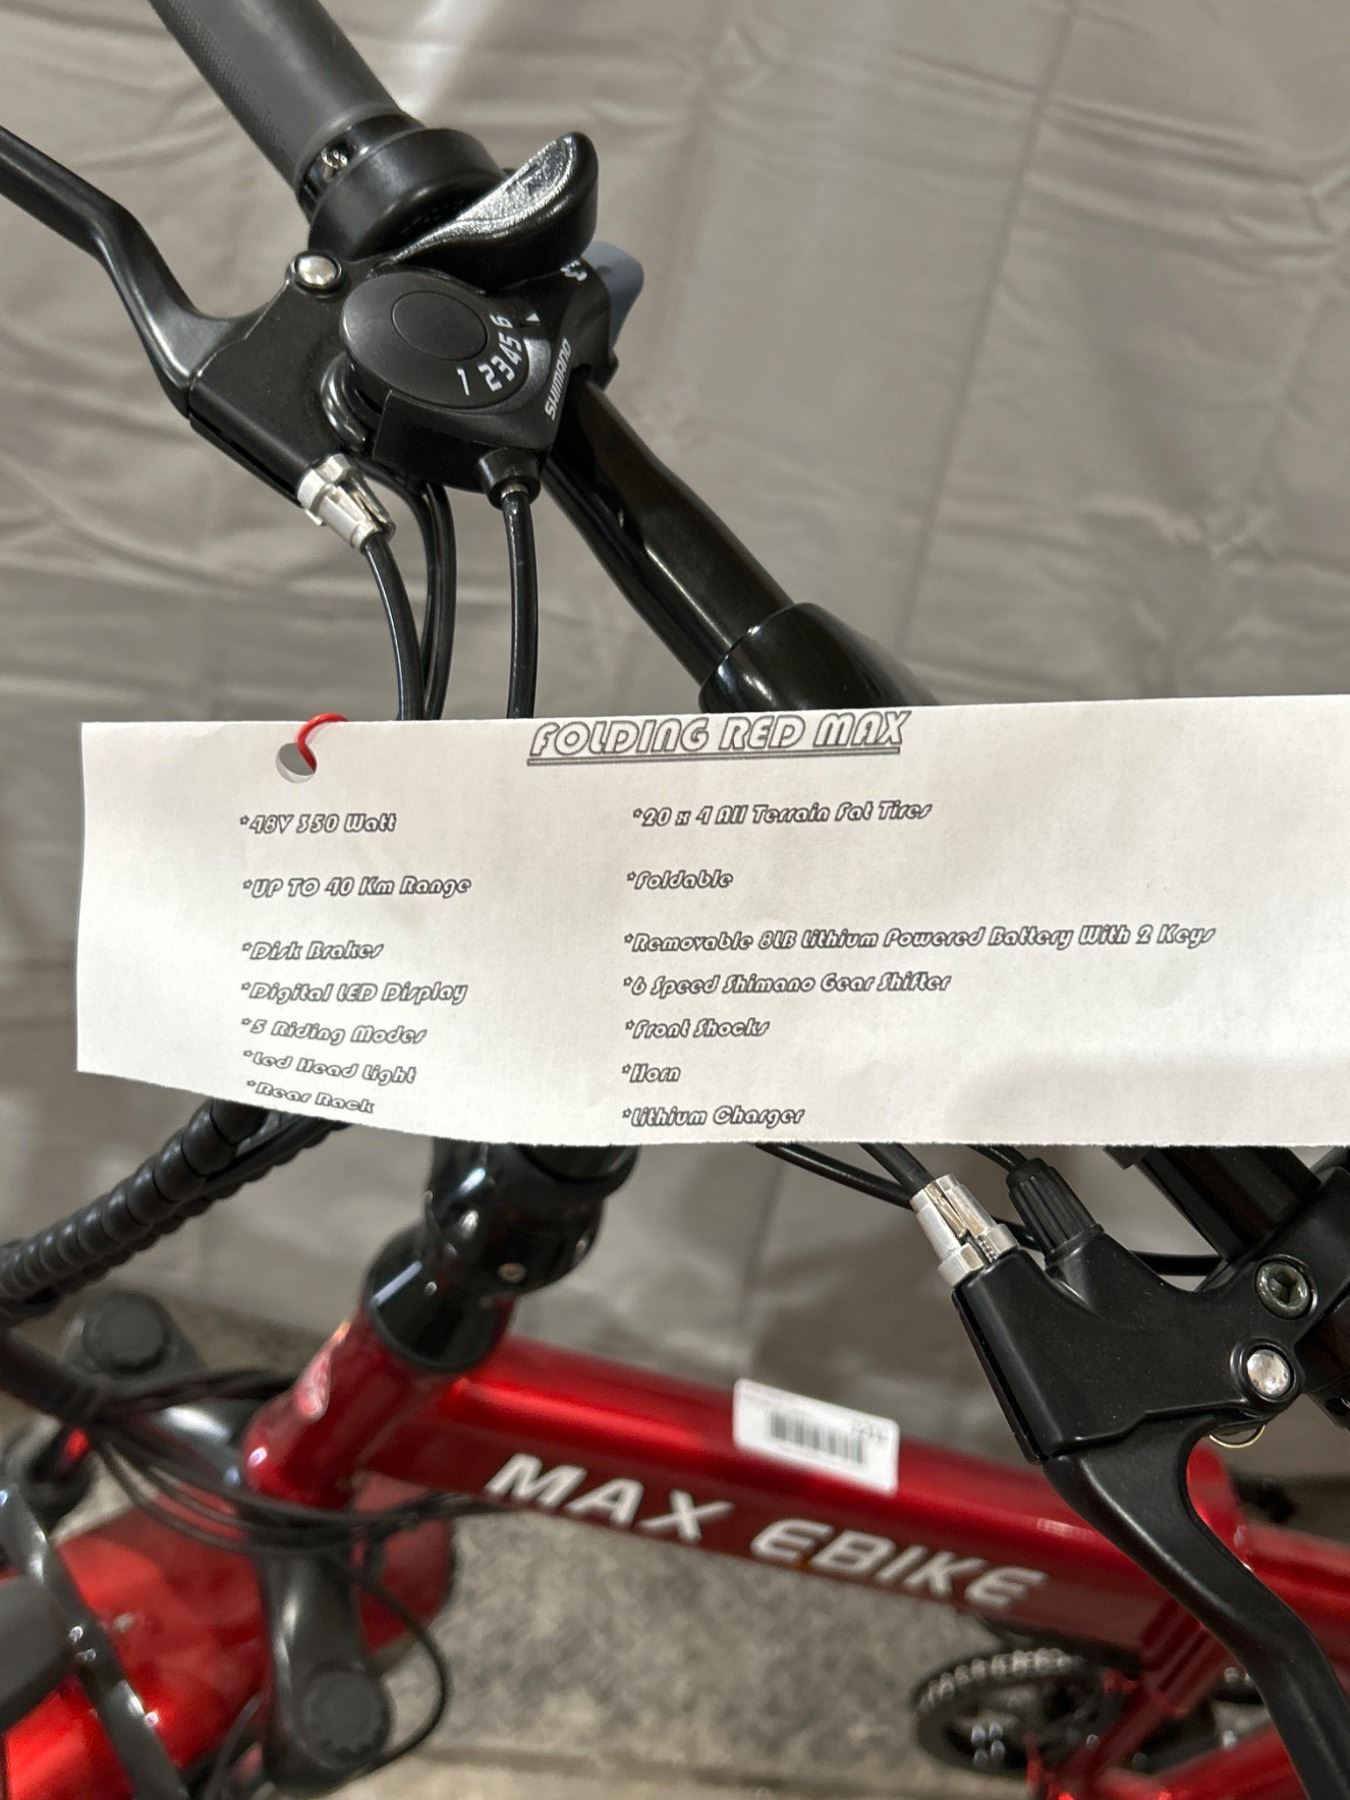 1 2 3 4 5 6
SHIMANO
FOLDING RED MAX
*48V 350 Watt
*UP TO 40 Km Range
*Disk Brakes
*Digital LED Display
*5 Riding Modes
*Led Head Light
*Rear Rack
*20 x 4 All Terrain Fat Tires
*Foldable
*Removable 8LB Lithium Powered Battery With 2 Keys
*6 Speed Shimano Gear Shifter
*Front Shocks
*Horn
*Lithium Charger
MAX EBIKE